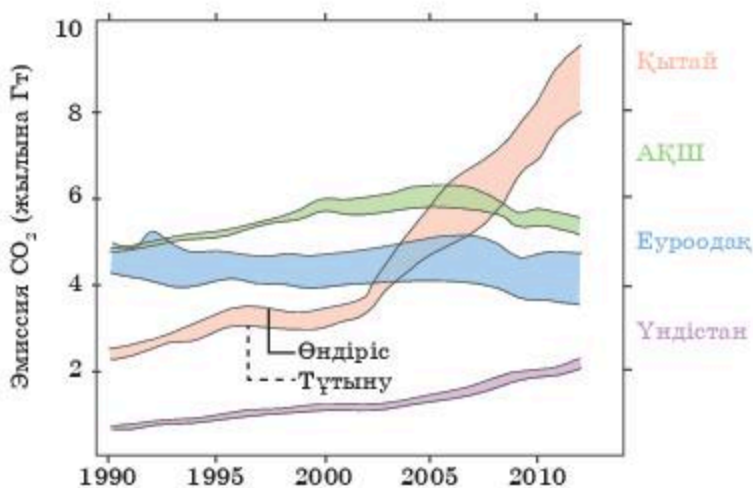 Эмиссия CO₂ (жылына Гт)
10
8
6
4
2
Қытай
АҚШ
Еуроодақ
Үндістан
Өндіріс
Тұтыну
1990 1995 2000 2005 2010